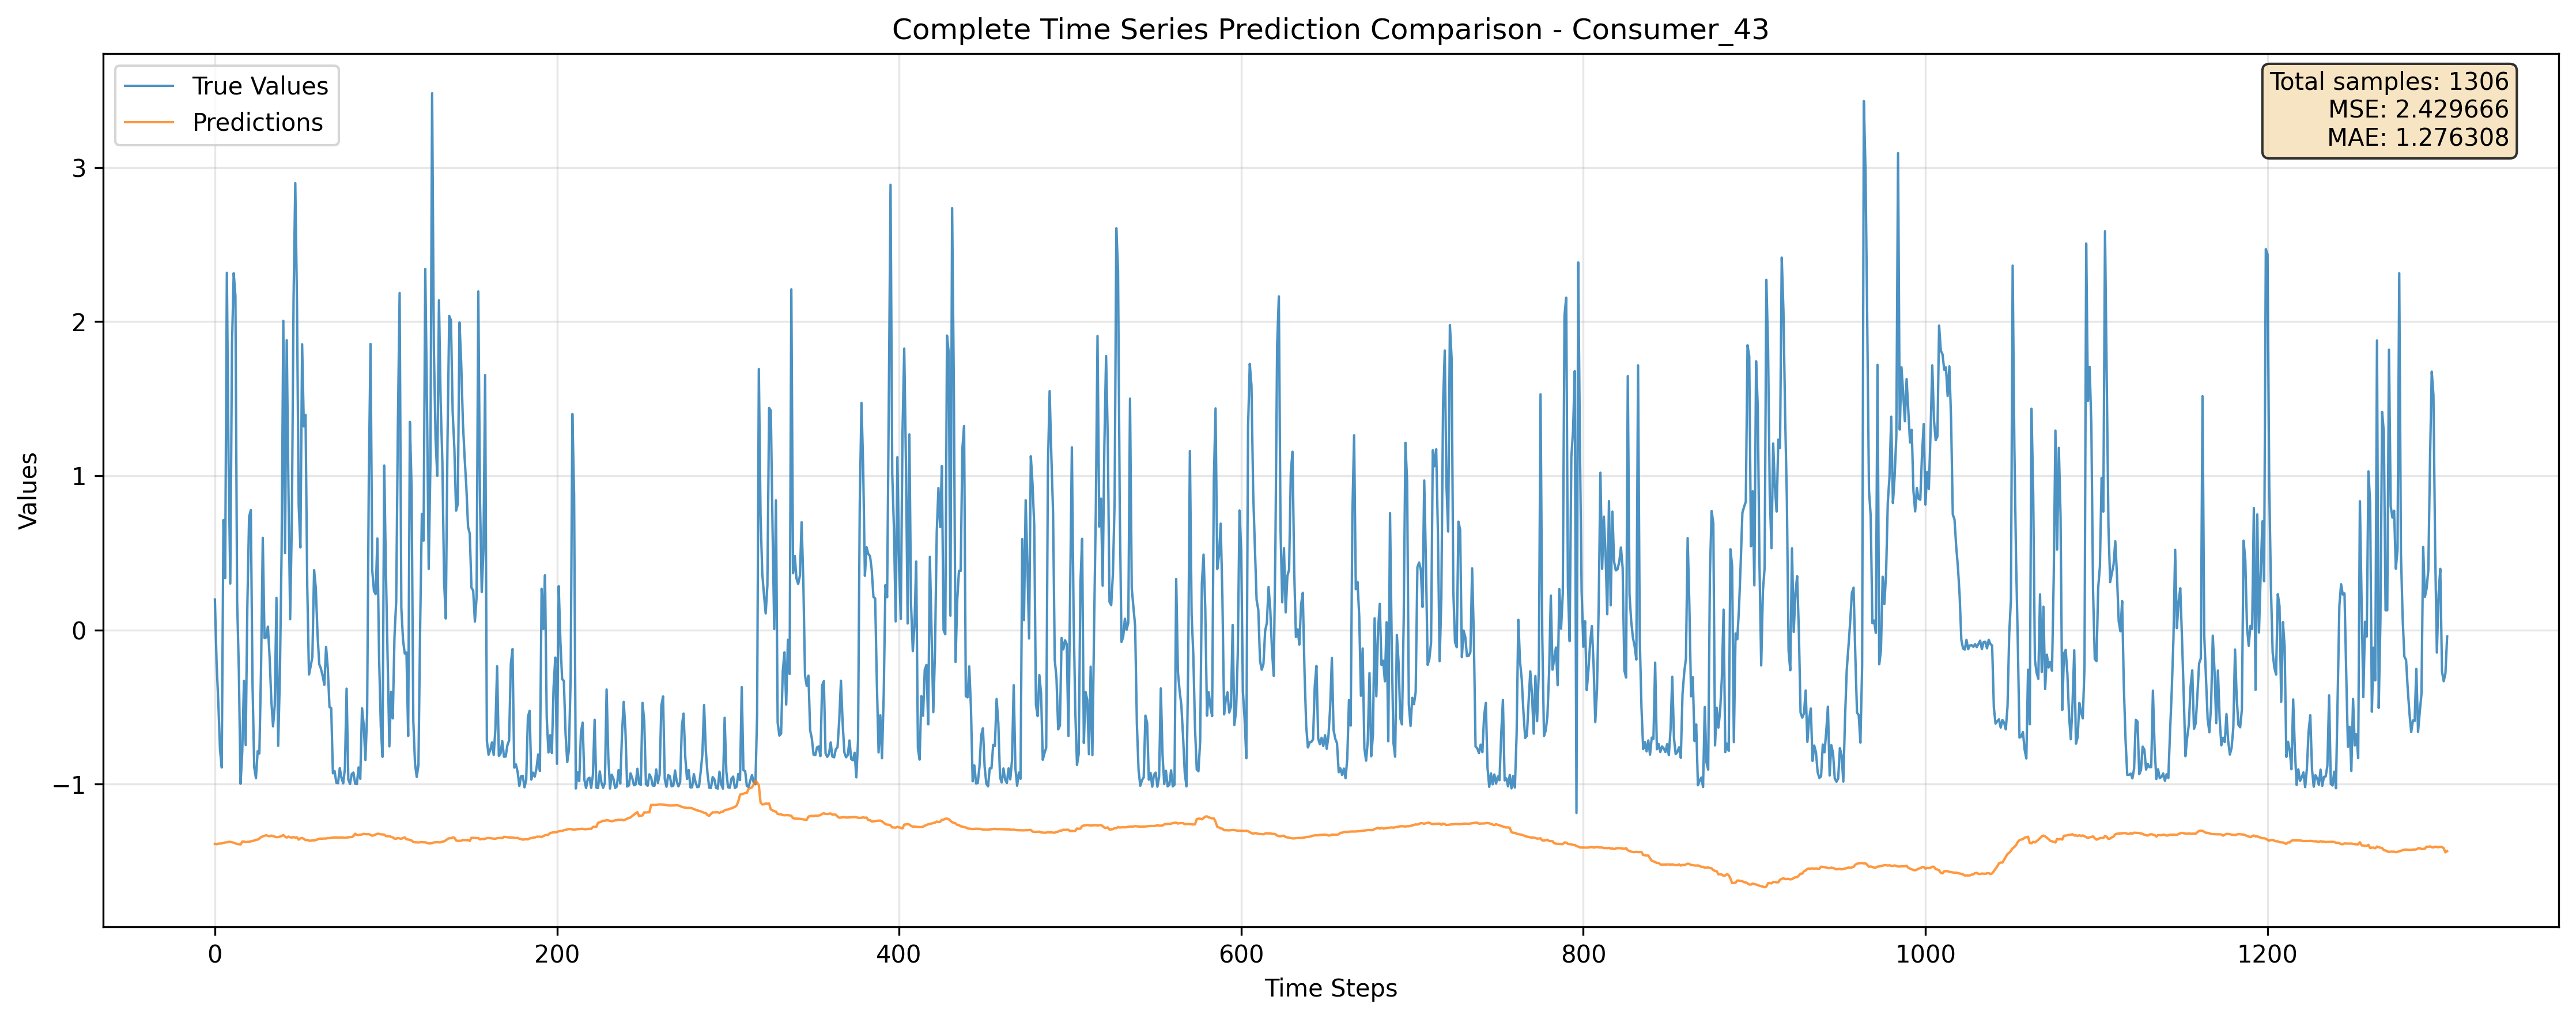 Complete Time Series Prediction Comparison - Consumer_43
True Values
Predictions
Total samples: 1306
MSE: 2.429666
MAE: 1.276308
Values
3
2
1
0
−1
0
200
400
600
800
1000
1200
Time Steps